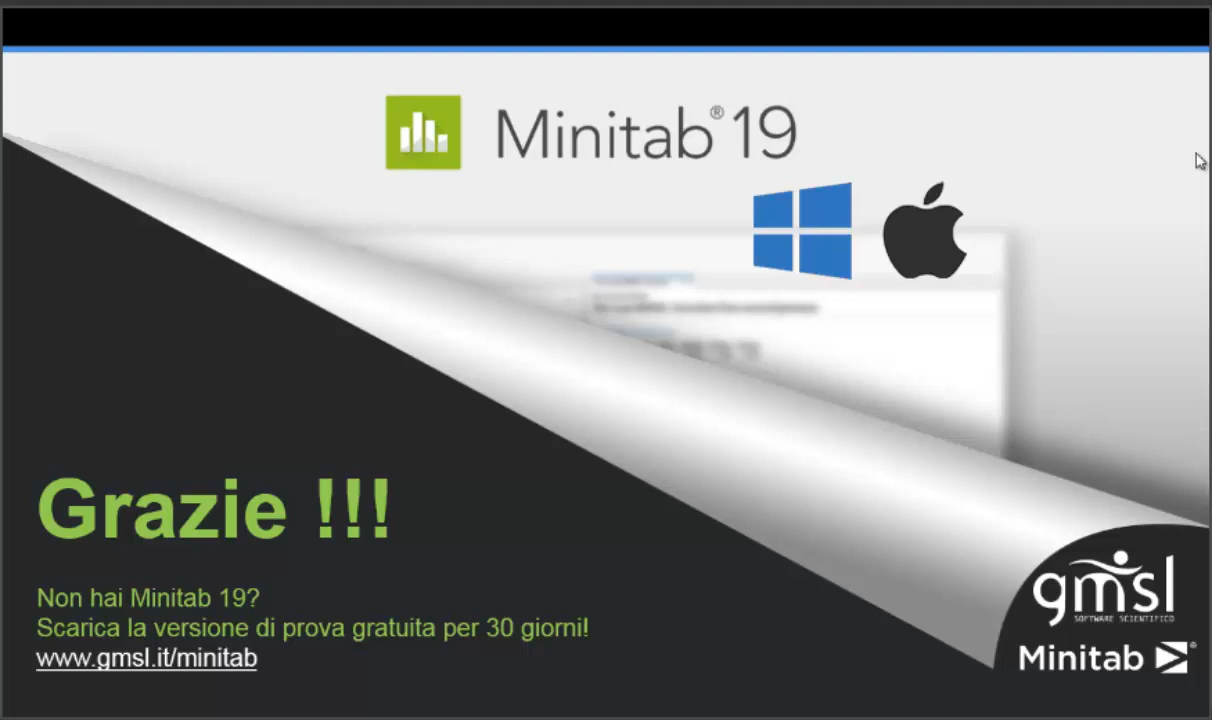 Minitab® 19
Grazie !!!
Non hai Minitab 19?
Scarica la versione di prova gratuita per 30 giorni!
www.gmsl.it/minitab
gmsl
SOFTWARE SCIENTIFICO
Minitab ®